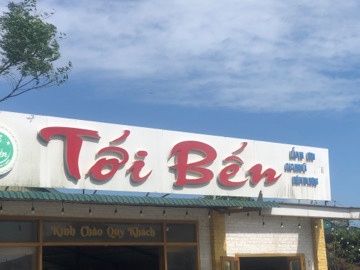 Tới Bến
Kính Chào Quý Khách